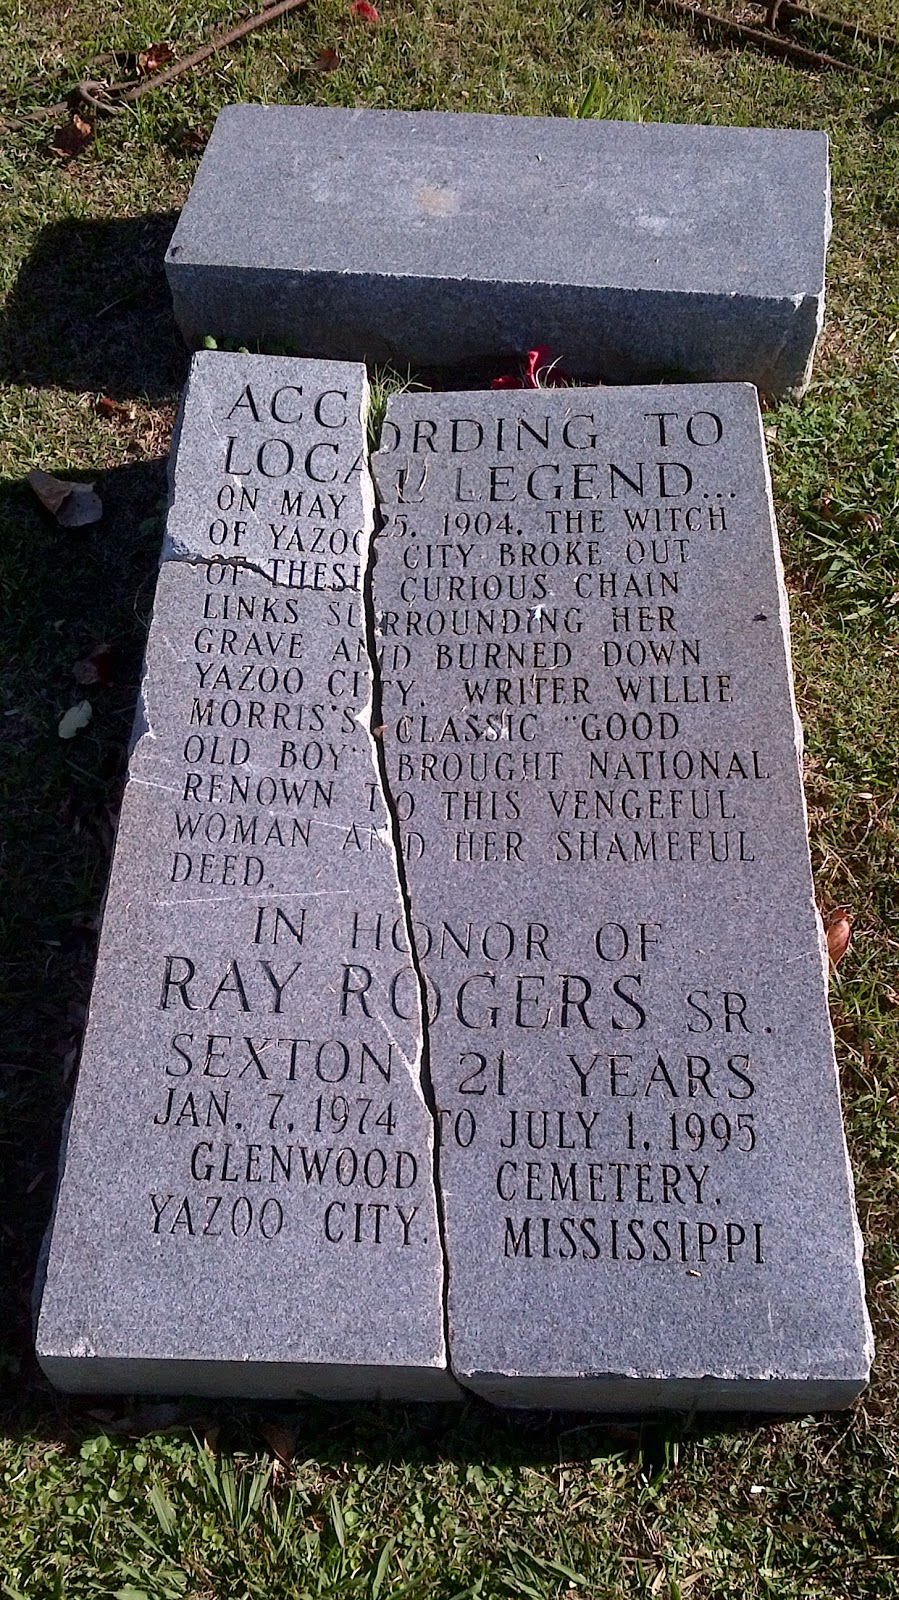 ACCORDING TO
LOCAL LEGEND...
ON MAY 25, 1904, THE WITCH
OF YAZOO CITY BROKE OUT
OF THESE CURIOUS CHAIN
LINKS SURROUNDING HER
GRAVE AND BURNED DOWN
YAZOO CITY. WRITER WILLIE
MORRIS'S CLASSIC "GOOD
OLD BOY" BROUGHT NATIONAL
RENOWN TO THIS VENGEFUL
WOMAN AND HER SHAMEFUL
DEED.
IN HONOR OF
RAY ROGERS SR.
SEXTON 21 YEARS
JAN. 7, 1974 TO JULY 1, 1995
GLENWOOD CEMETERY,
YAZOO CITY, MISSISSIPPI